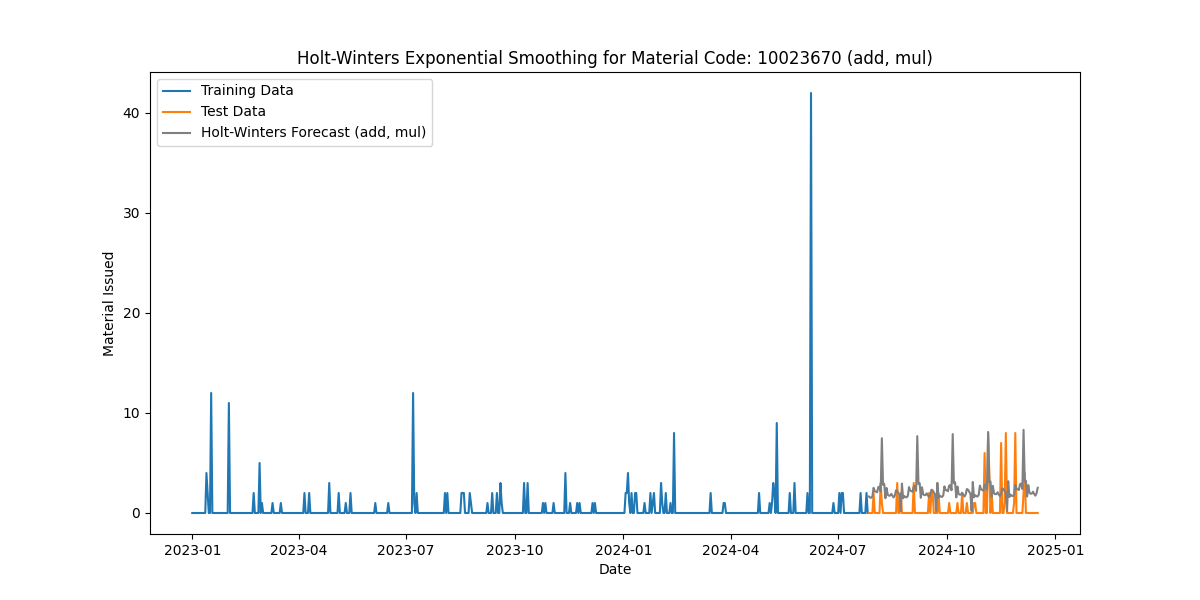 Holt-Winters Exponential Smoothing for Material Code: 10023670 (add, mul)
Training Data
Test Data
Holt-Winters Forecast (add, mul)
Material Issued
40
30
20
10
0
2023-01 2023-04 2023-07 2023-10 2024-01 2024-04 2024-07 2024-10 2025-01
Date